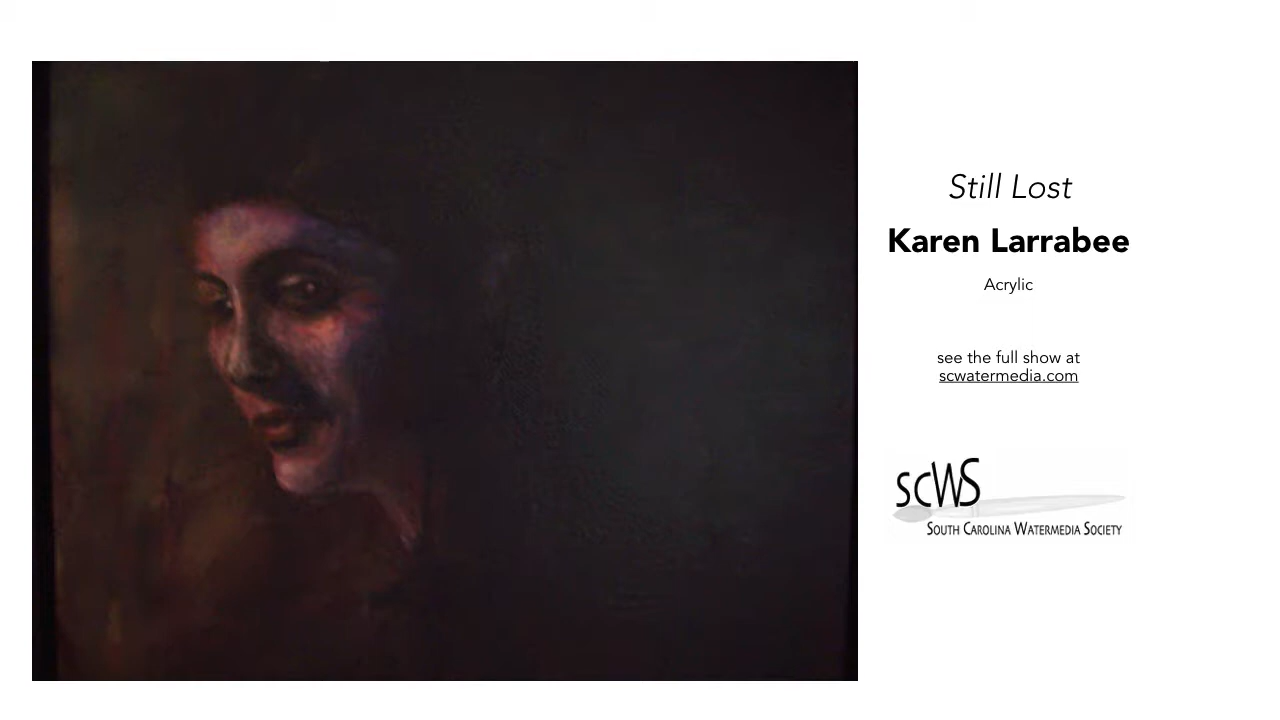 Still Lost
Karen Larrabee
Acrylic
see the full show at
scwatermedia.com
SCWS
South Carolina Watermedia Society